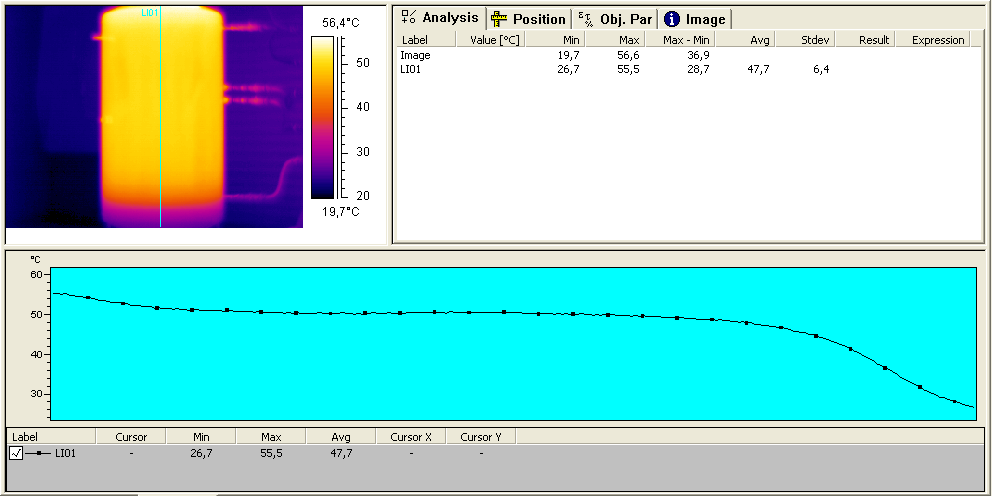 LI01
56,4°C
50
40
30
20
19,7°C
Analysis Position Obj. Par Image
Label Value [°C] Min Max Max - Min Avg Stdev Result Expression
Image 19,7 56,6 36,9
LI01 26,7 55,5 28,7 47,7 6,4
°C
60
50
40
30
Label Cursor Min Max Avg Cursor X Cursor Y
LI01 - 26,7 55,5 47,7 - -